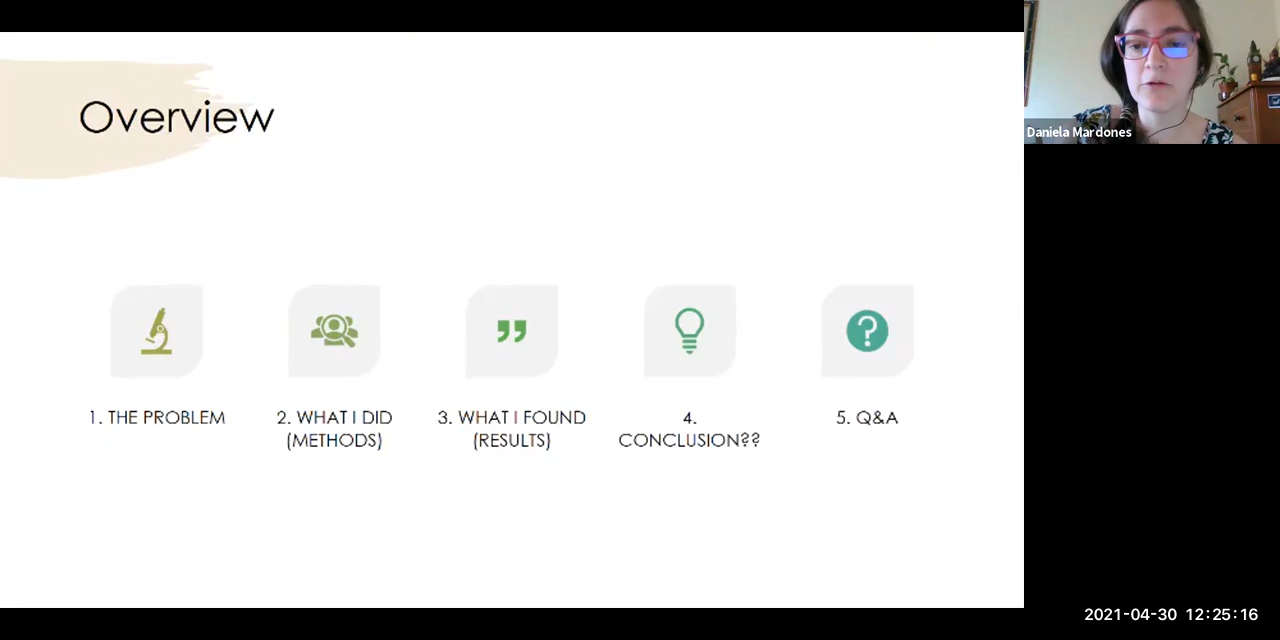 Overview
1. THE PROBLEM
2. WHAT I DID
(METHODS)
3. WHAT I FOUND
(RESULTS)
4.
CONCLUSION??
5. Q&A
Daniela Mardones
2021-04-30 12:25:16